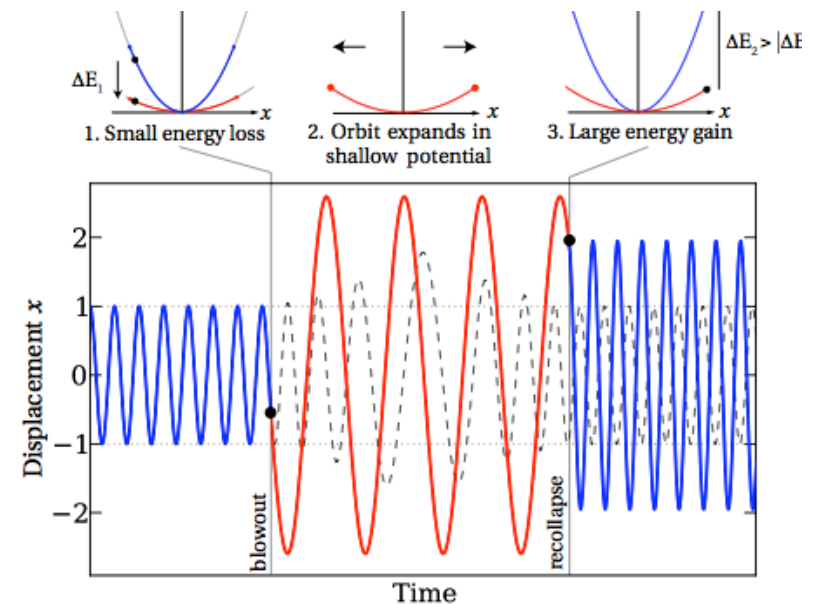 ΔE₁
x
1. Small energy loss
x
2. Orbit expands in
shallow potential
ΔE₂ > |ΔE
x
3. Large energy gain
Displacement x
2
1
0
−1
−2
blowout
recollapse
Time